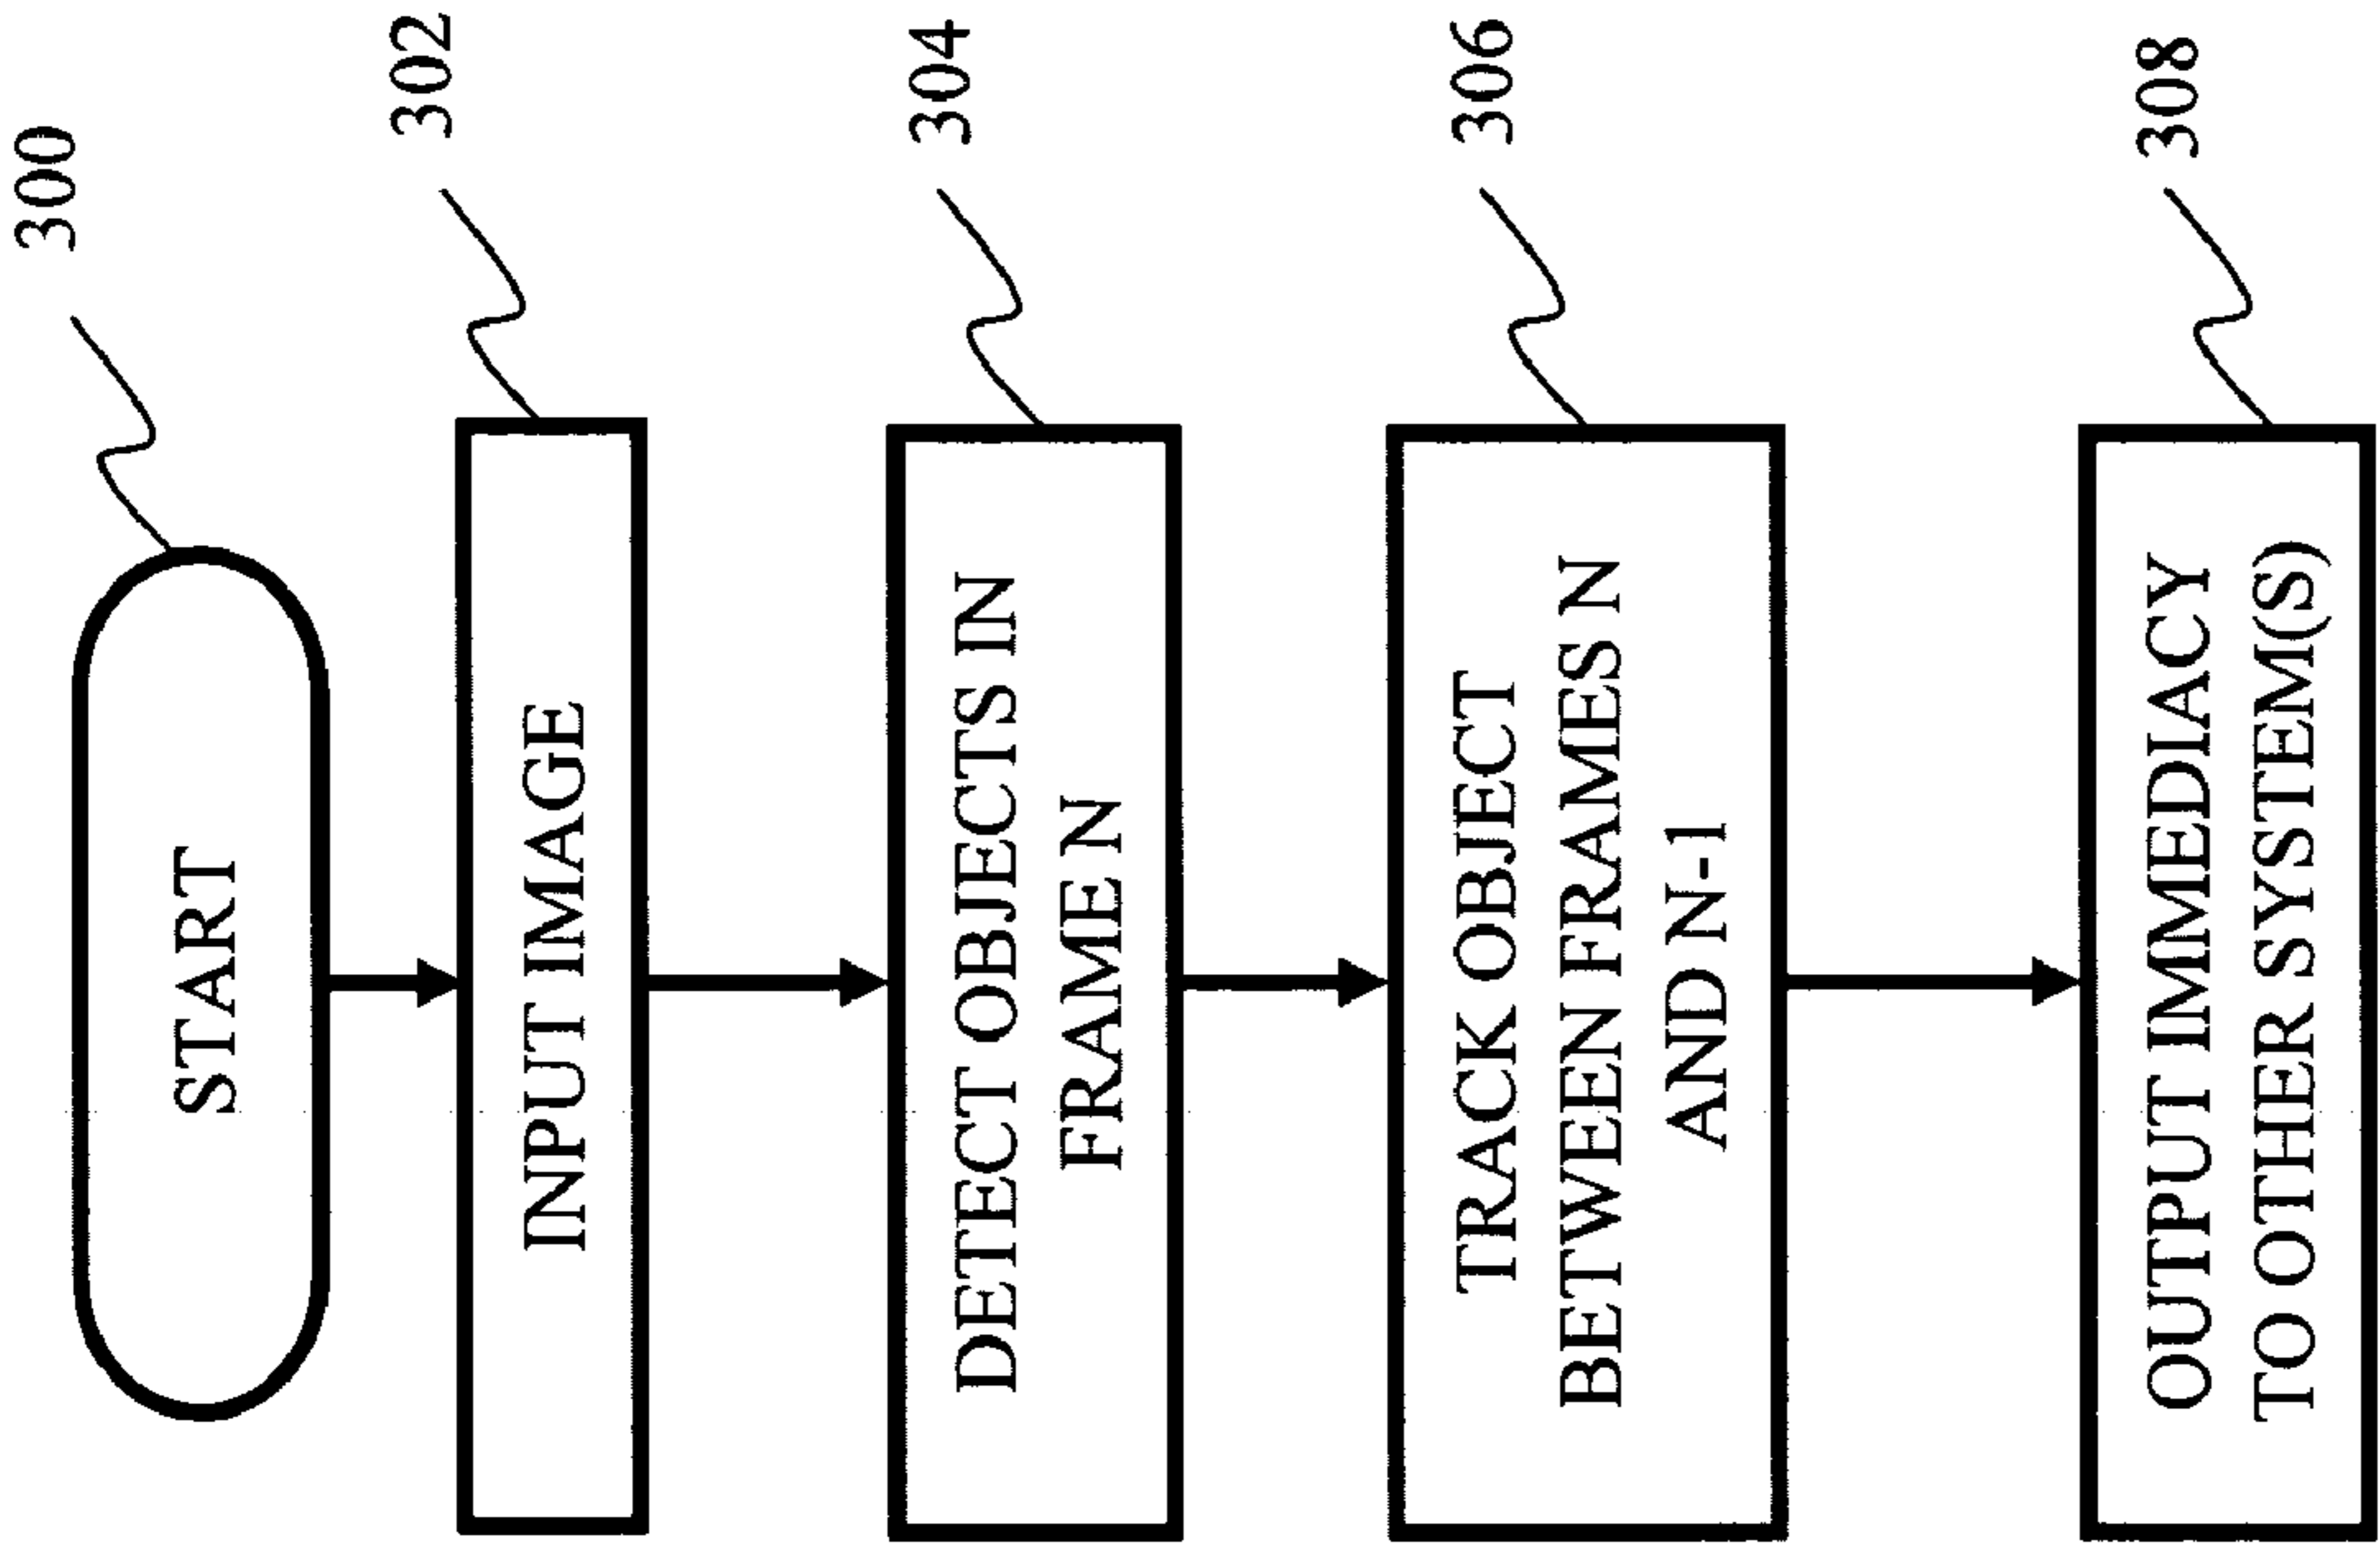 START
300
INPUT IMAGE
302
DETECT OBJECTS IN
FRAME N
304
TRACK OBJECT
BETWEEN FRAMES N
AND N-1
306
OUTPUT IMMEDIACY
TO OTHER SYSTEM(S)
308